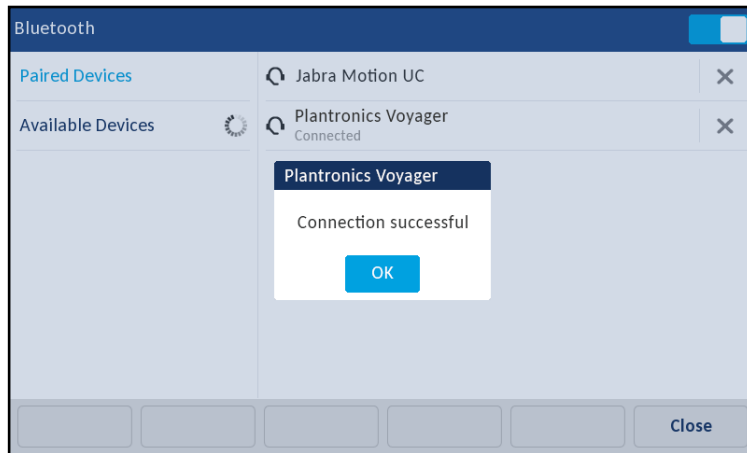 Bluetooth
Paired Devices
Jabra Motion UC
Available Devices
Plantronics Voyager
Connected
Plantronics Voyager
Connection successful
OK
Close